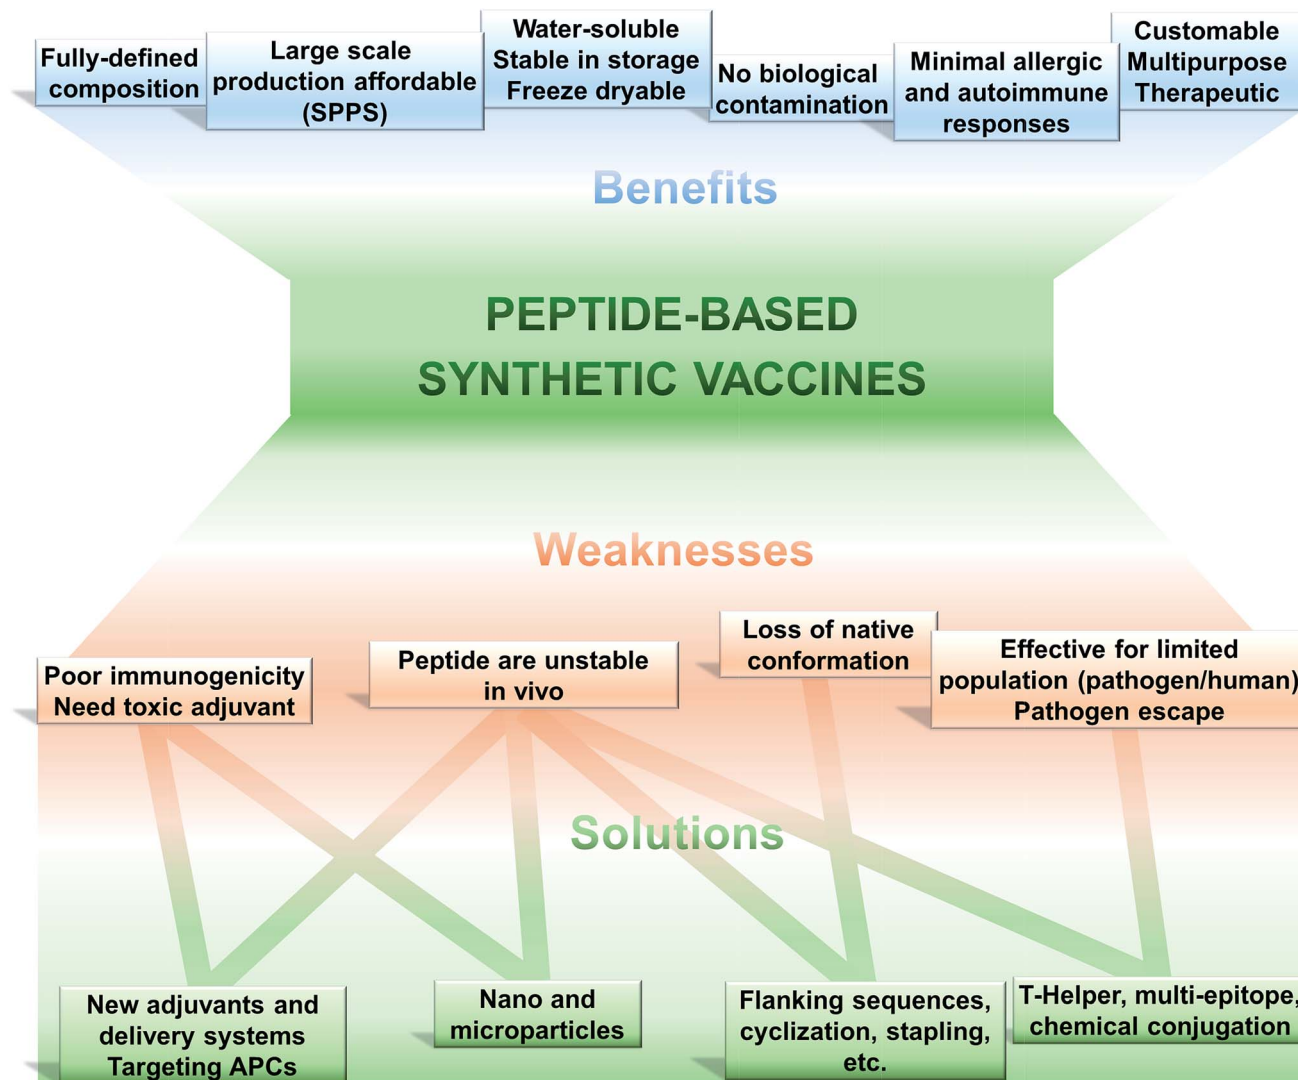 Fully-defined
composition
Large scale
production affordable
(SPPS)
Water-soluble
Stable in storage
Freeze dryable
No biological
contamination
Minimal allergic
and autoimmune
responses
Customable
Multipurpose
Therapeutic
Benefits
PEPTIDE-BASED
SYNTHETIC VACCINES
Weaknesses
Poor immunogenicity
Need toxic adjuvant
Peptide are unstable
in vivo
Loss of native
conformation
Effective for limited
population (pathogen/human)
Pathogen escape
Solutions
New adjuvants and
delivery systems
Targeting APCs
Nano and
microparticles
Flanking sequences,
cyclization, stapling,
etc.
T-Helper, multi-epitope,
chemical conjugation